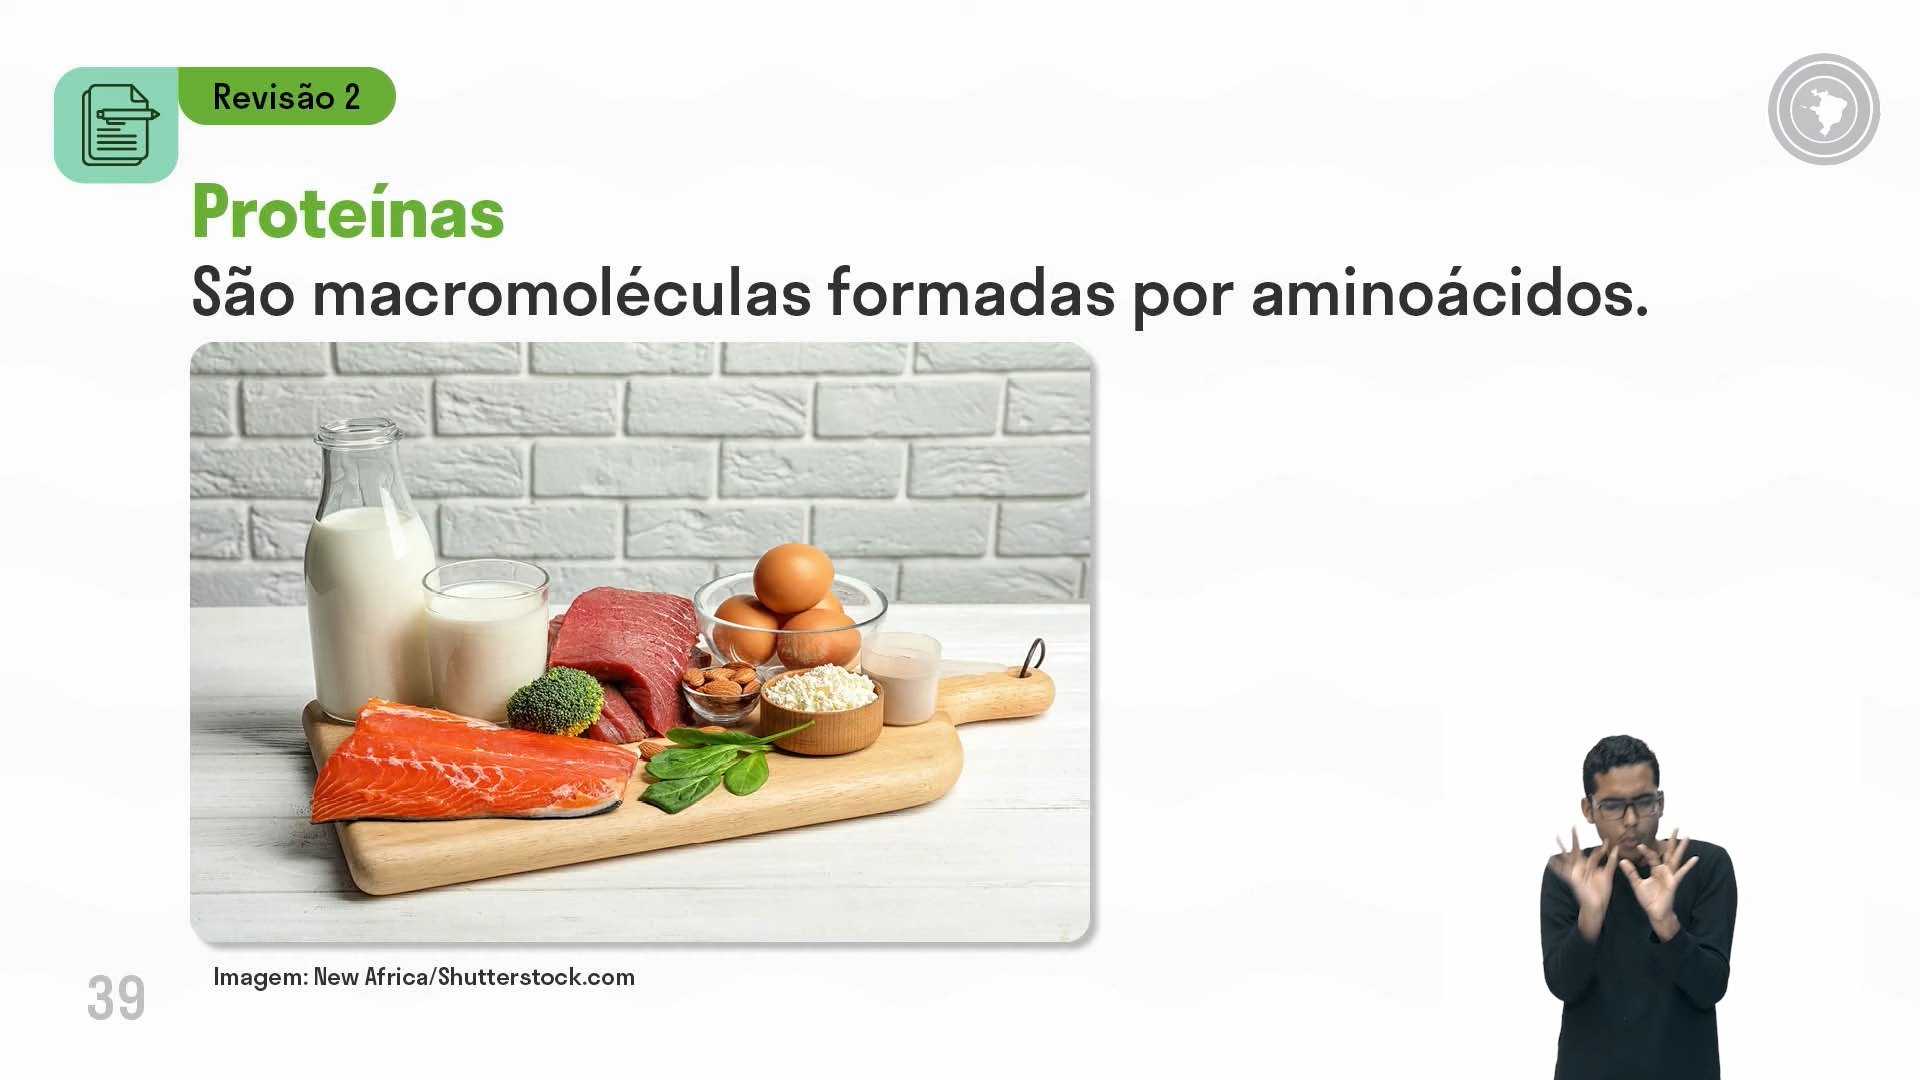 Revisão 2
Proteínas
São macromoléculas formadas por aminoácidos.
Imagem: New Africa/Shutterstock.com
39